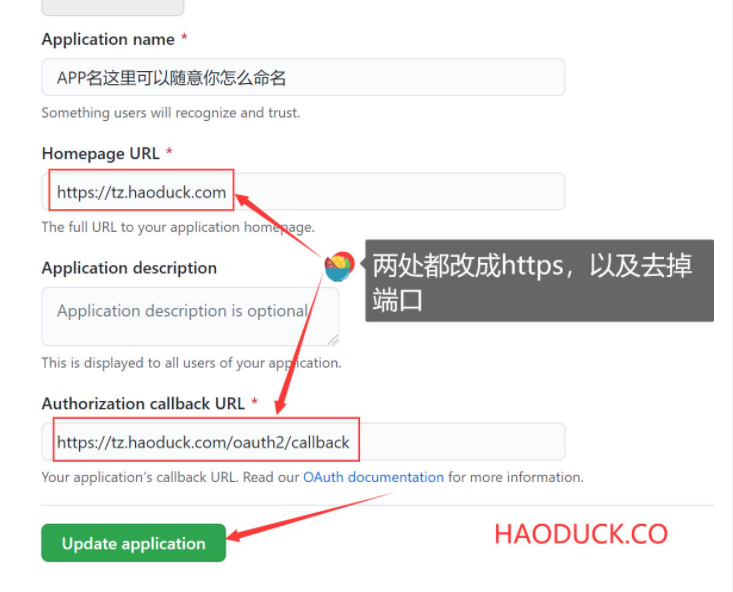 Application name *
APP名这里可以随意你怎么命名
Something users will recognize and trust.
Homepage URL *
https://tz.haoduck.com
The full URL to your application homepage.
两处都改成https，以及去掉
端口
Application description
Application description is optional
This is displayed to all users of your application.
Authorization callback URL *
https://tz.haoduck.com/oauth2/callback
Your application's callback URL. Read our OAuth documentation for more information.
Update application
HAODUCK.CO